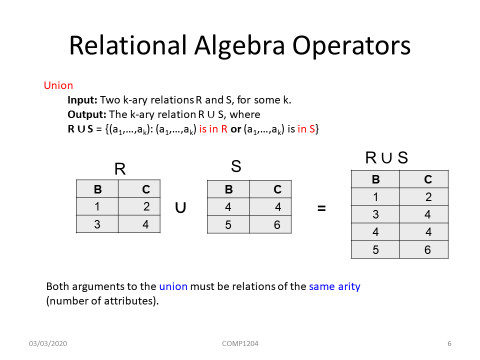 Relational Algebra Operators
Union
Input: Two k-ary relations R and S, for some k.
Output: The k-ary relation R ∪ S, where
R ∪ S = {(a1,…,ak): (a1,…,ak) is in R or (a1,…,ak) is in S}
R
B C
1 2
3 4
∪
S
B C
4 4
5 6
=
R ∪ S
B C
1 2
3 4
4 4
5 6
Both arguments to the union must be relations of the same arity
(number of attributes).
03/03/2020 COMP1204 6